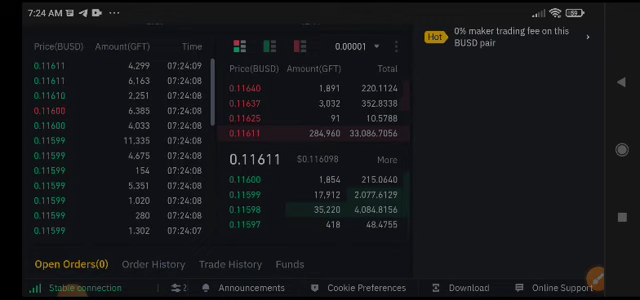 7:24 AM
59
Price(BUSD) Amount(GFT) Time
0.11611 4,299 07:24:09
0.11611 6,163 07:24:08
0.11610 2,251 07:24:08
0.11600 6,385 07:24:08
0.11600 4,033 07:24:08
0.11599 11,335 07:24:08
0.11599 4,675 07:24:08
0.11599 154 07:24:08
0.11599 5,351 07:24:08
0.11599 1,020 07:24:08
0.11599 280 07:24:08
0.11599 1,302 07:24:07
0.00001
Price(BUSD) Amount(GFT) Total
0.11640 1,891 220.1124
0.11637 3,032 352.8338
0.11625 91 10.5788
0.11611 284,960 33,086.7056
0.11611 $0.116098 More
0.11600 1,854 215.0640
0.11599 17,912 2,077.6129
0.11598 35,220 4,084.8156
0.11597 418 48.4755
Hot 0% maker trading fee on this
BUSD pair
Open Orders(0) Order History Trade History Funds
Stable connection Announcements Cookie Preferences Download Online Support